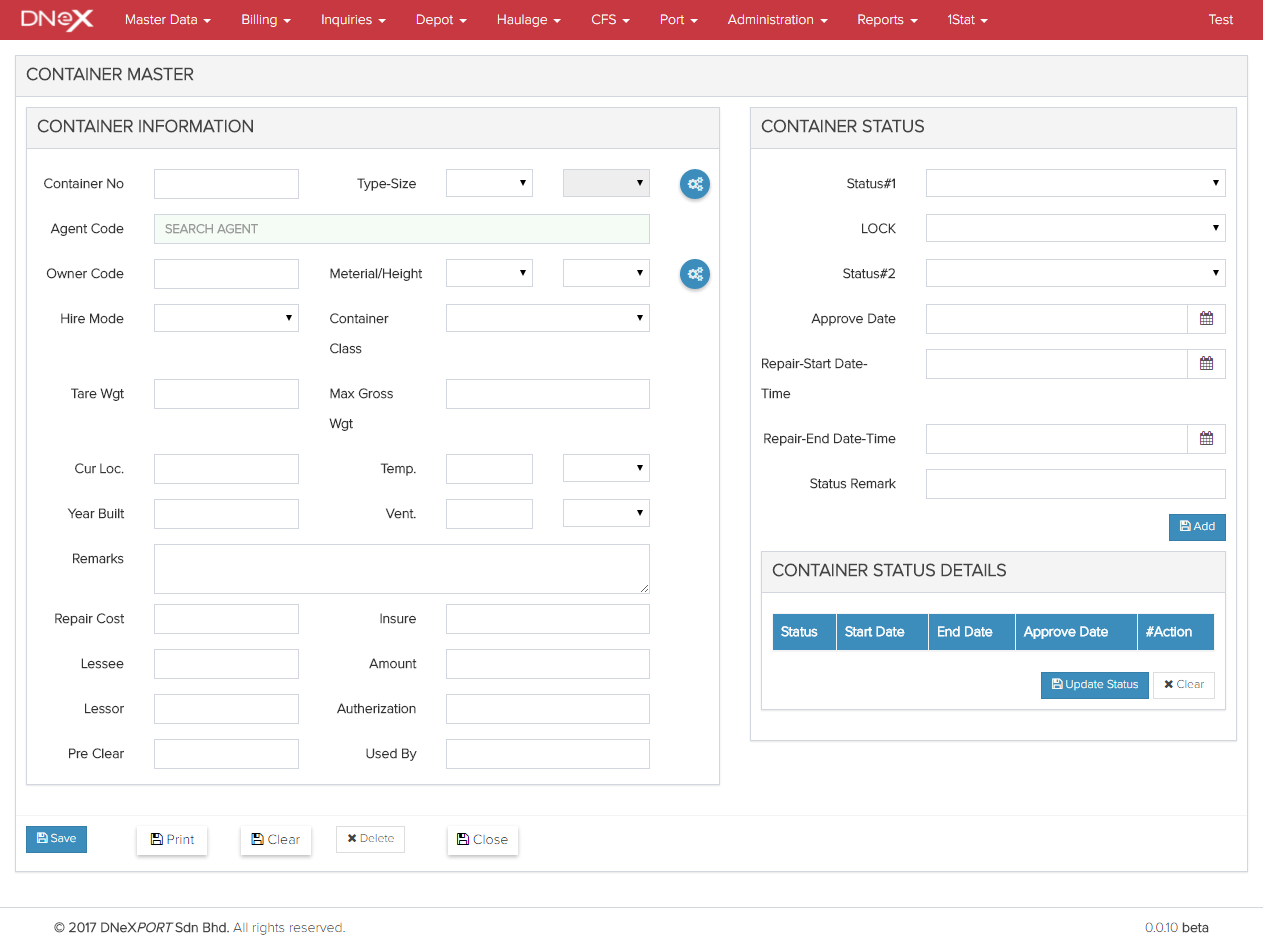 DNeX Master Data Billing Inquiries Depot Haulage CFS Port Administration Reports 1Stat Test
CONTAINER MASTER
CONTAINER INFORMATION
Container No Type-Size
Agent Code SEARCH AGENT
Owner Code Meterial/Height
Hire Mode Container
Class
Tare Wgt Max Gross
Wgt
Cur Loc. Temp.
Year Built Vent.
Remarks
Repair Cost Insure
Lessee Amount
Lessor Autherization
Pre Clear Used By
CONTAINER STATUS
Status#1
LOCK
Status#2
Approve Date
Repair-Start Date-
Time
Repair-End Date-Time
Status Remark
Add
CONTAINER STATUS DETAILS
Status Start Date End Date Approve Date #Action
Update Status Clear
Save Print Clear Delete Close
© 2017 DNeXPORT Sdn Bhd. All rights reserved. 0.0.10 beta